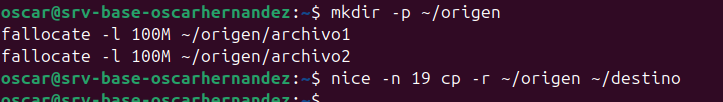 oscar@srv-base-oscarhernandez:~$ mkdir -p ~/origen
fallocate -l 100M ~/origen/archivo1
fallocate -l 100M ~/origen/archivo2
oscar@srv-base-oscarhernandez:~$ nice -n 19 cp -r ~/origen ~/destino
oscar@srv-base-oscarhernandez:~$